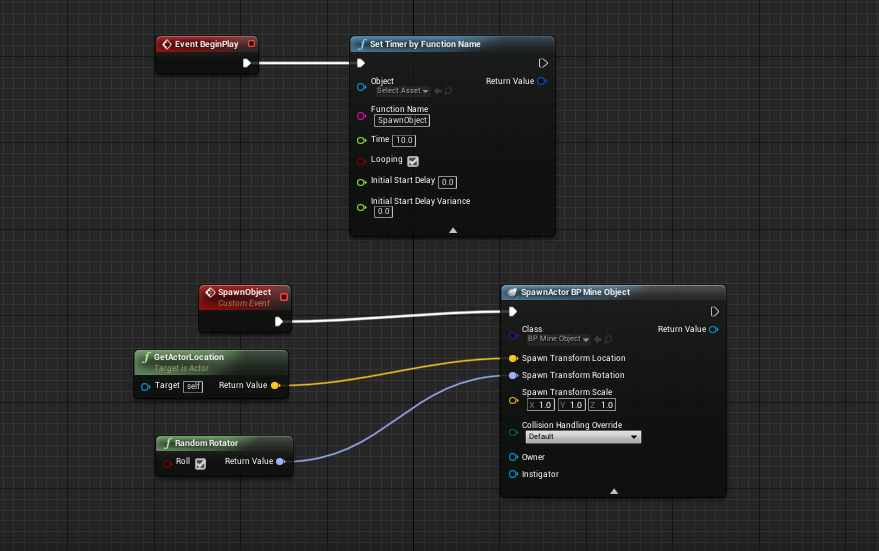 Event BeginPlay
Set Timer by Function Name
Object
Select Asset
Return Value
Function Name
SpawnObject
Time 10.0
Looping
Initial Start Delay 0.0
Initial Start Delay Variance
0.0
SpawnObject
Custom Event
SpawnActor BP Mine Object
Class
BP Mine Object
Return Value
GetActorLocation
Target is Actor
Target self Return Value
Spawn Transform Location
Spawn Transform Rotation
Spawn Transform Scale
X 1.0 Y 1.0 Z 1.0
Collision Handling Override
Default
Owner
Instigator
Random Rotator
Roll Return Value